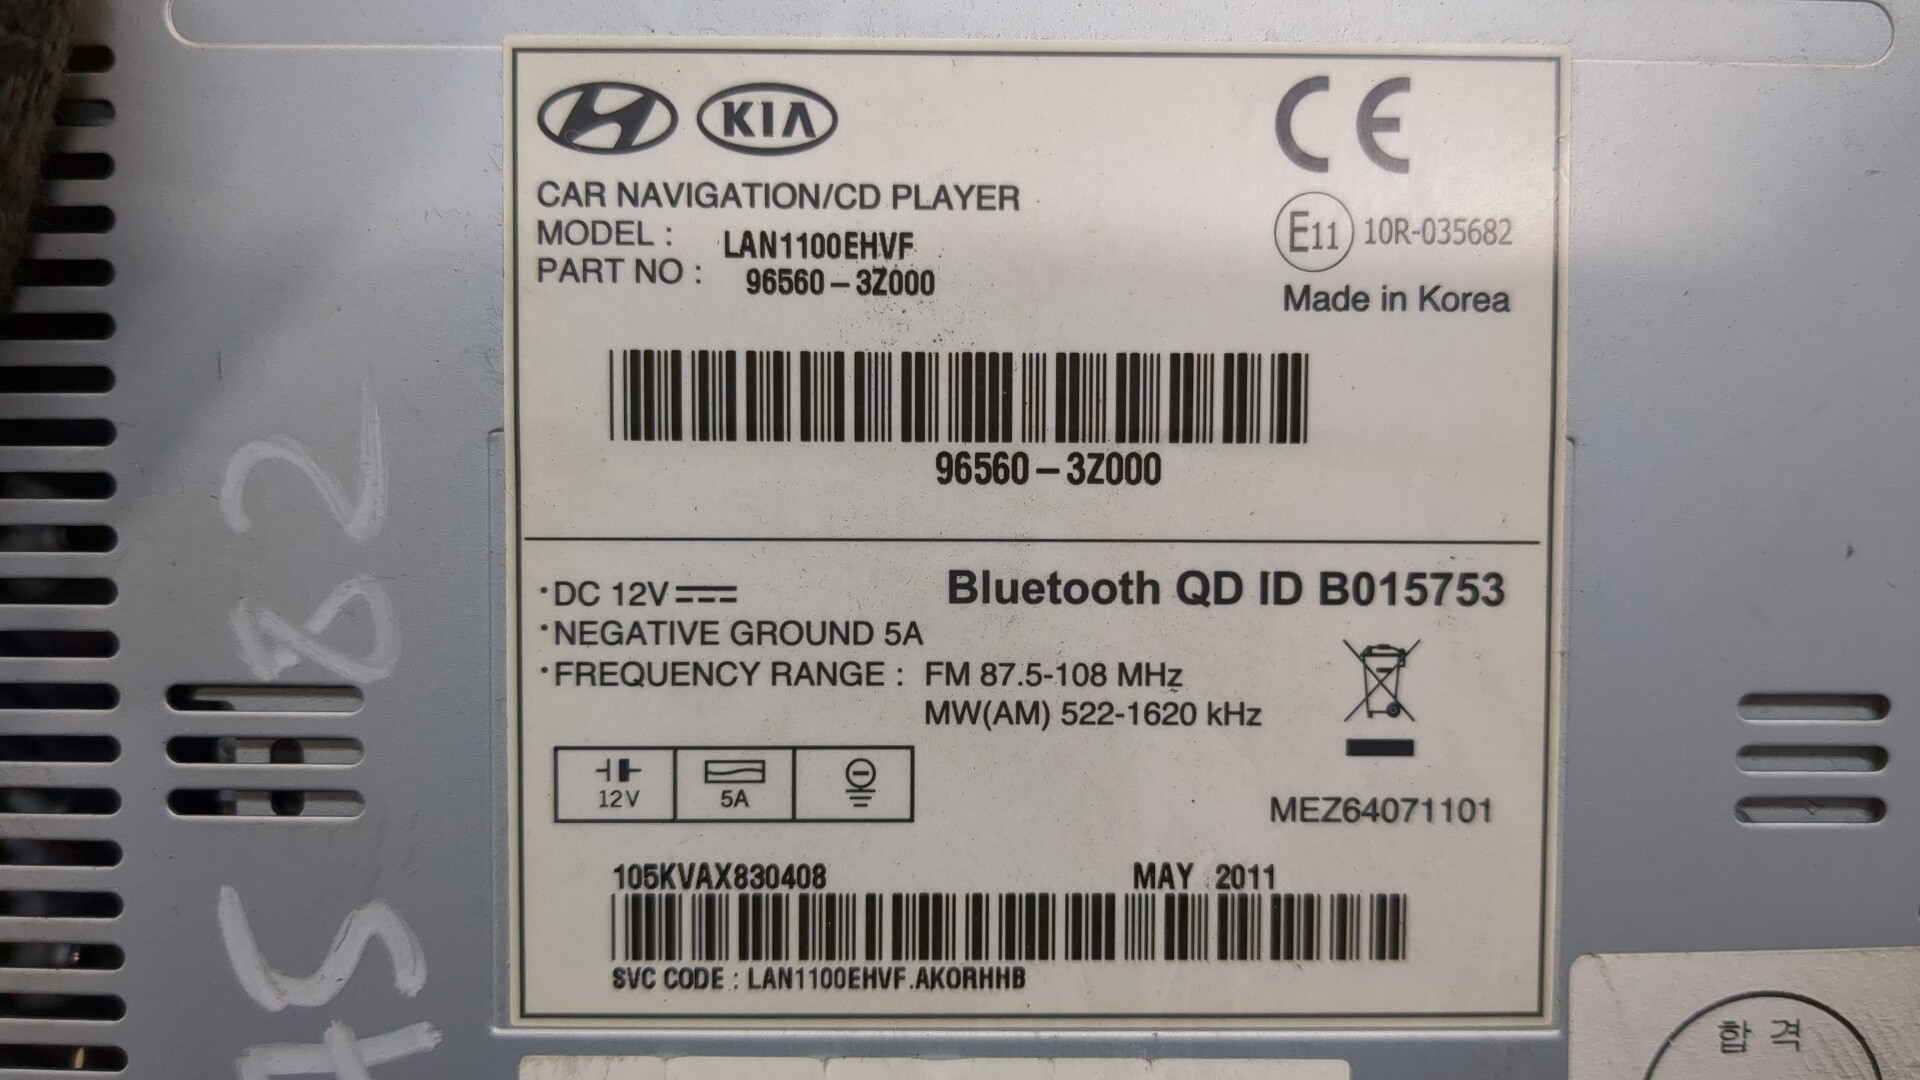 KIA
CE
CAR NAVIGATION/CD PLAYER
MODEL : LAN1100EHVF
PART NO : 96560-3Z000
E11 10R-035682
Made in Korea
96560-3Z000
·DC 12V
Bluetooth QD ID B015753
·NEGATIVE GROUND 5A
·FREQUENCY RANGE : FM 87.5-108 MHz
MW(AM) 522-1620 kHz
12V 5A
MEZ64071101
105KVAX830408 MAY 2011
SVC CODE : LAN1100EHVF.AKORHHB
합격